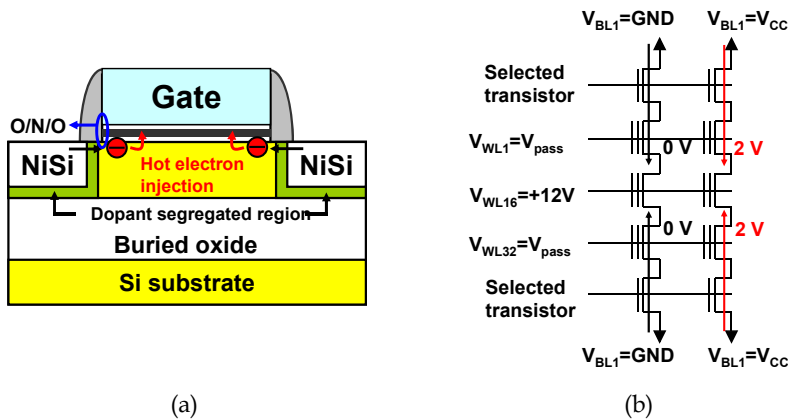 Gate
O/N/O
NiSi
NiSi
Hot electron
injection
Dopant segregated region
Buried oxide
Si substrate
(a)
V_BL1=GND
V_BL1=V_CC
Selected
transistor
V_WL1=V_pass
0 V
2 V
V_WL16=+12V
0 V
2 V
V_WL32=V_pass
Selected
transistor
V_BL1=GND
V_BL1=V_CC
(b)